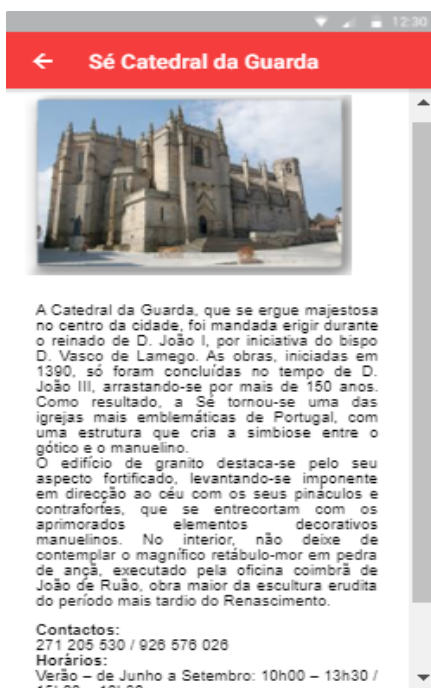 12:30
Sé Catedral da Guarda
A Catedral da Guarda, que se ergue majestosa
no centro da cidade, foi mandada erigir durante
o reinado de D. João I, por iniciativa do bispo
D. Vasco de Lamego. As obras, iniciadas em
1390, só foram concluídas no tempo de D.
João III, arrastando-se por mais de 150 anos.
Como resultado, a Sé tornou-se uma das
igrejas mais emblemáticas de Portugal, com
uma estrutura que cria a simbiose entre o
gótico e o manuelino.
O edifício de granito destaca-se pelo seu
aspecto fortificado, levantando-se imponente
em direcção ao céu com os seus pináculos e
contrafortes, que se entrecortam com os
aprimorados elementos decorativos
manuelinos. No interior, não deixe de
contemplar o magnífico retábulo-mor em pedra
de ançã, executado pela oficina coimbrã de
João de Ruão, obra maior da escultura erudita
do período mais tardio do Renascimento.
Contactos:
271 205 530 / 926 576 026
Horários:
Verão – de Junho a Setembro: 10h00 – 13h30 /